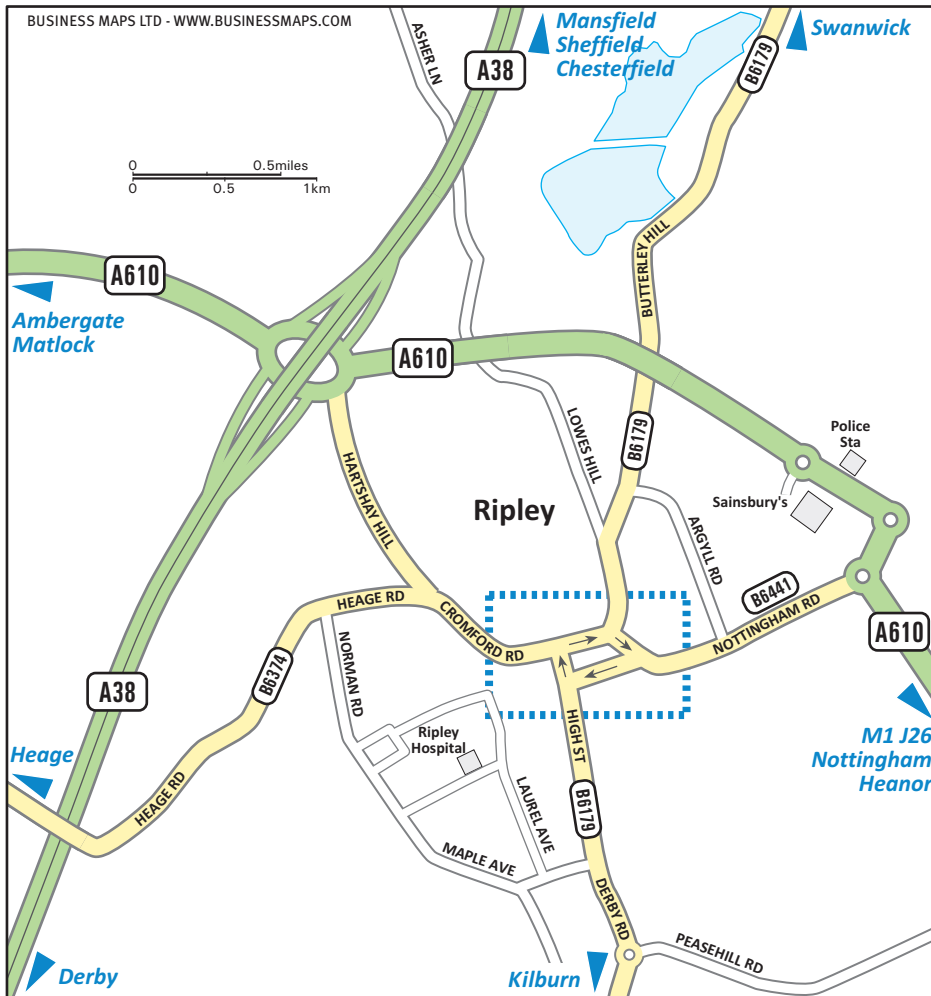 BUSINESS MAPS LTD - WWW.BUSINESSMAPS.COM
Mansfield
Sheffield
Chesterfield
Swanwick
ASHER LN
A38
B6179
0 0.5miles
0 0.5 1km
BUTTERLEY HILL
A610
Ambergate
Matlock
A610
LOWES HILL
B6179
Police
Sta
Sainsbury's
HARTSHAY HILL
Ripley
ARGYLL RD
B6441
NOTTINGHAM RD
HEAGE RD
CROMFORD RD
A610
NORMAN RD
B6374
A38
HIGH ST
Ripley
Hospital
M1 J26
Nottingham
Heanor
Heage
HEAGE RD
LAUREL AVE
B6179
MAPLE AVE
DERBY RD
PEASEHILL RD
Derby
Kilburn